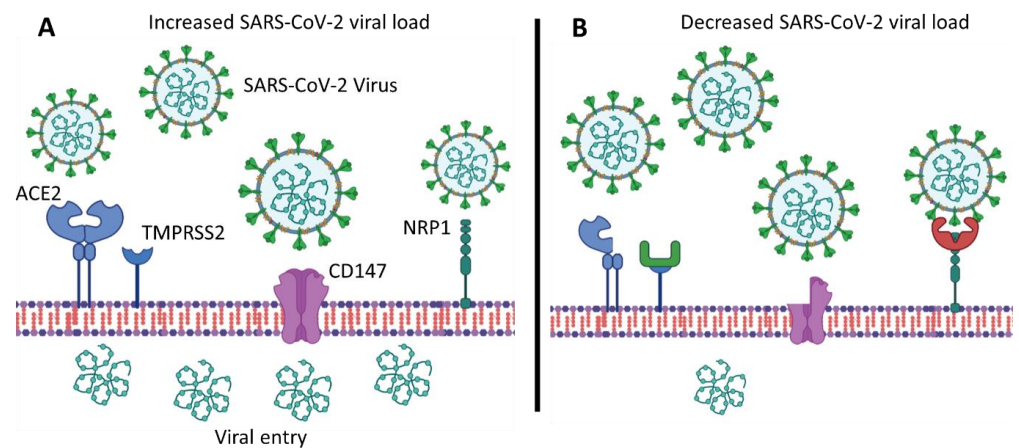 A
Increased SARS-CoV-2 viral load
SARS-CoV-2 Virus
ACE2
TMPRSS2
CD147
NRP1
Viral entry
B
Decreased SARS-CoV-2 viral load